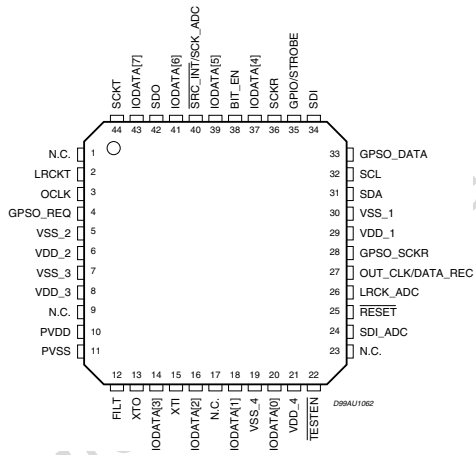 SCKT
IODATA[7]
SDO
IODATA[6]
SRC_INT/SCK_ADC
IODATA[5]
BIT_EN
IODATA[4]
SCKR
GPIO/STROBE
SDI
44 43 42 41 40 39 38 37 36 35 34
N.C. 1
LRCKT 2
OCLK 3
GPSO_REQ 4
VSS_2 5
VDD_2 6
VSS_3 7
VDD_3 8
N.C. 9
PVDD 10
PVSS 11
33 GPSO_DATA
32 SCL
31 SDA
30 VSS_1
29 VDD_1
28 GPSO_SCKR
27 OUT_CLK/DATA_REC
26 LRCK_ADC
25 RESET
24 SDI_ADC
23 N.C.
12 13 14 15 16 17 18 19 20 21 22
FILT
XTO
IODATA[3]
XTI
IODATA[2]
N.C.
IODATA[1]
VSS_4
IODATA[0]
VDD_4
TESTEN
D99AU1062